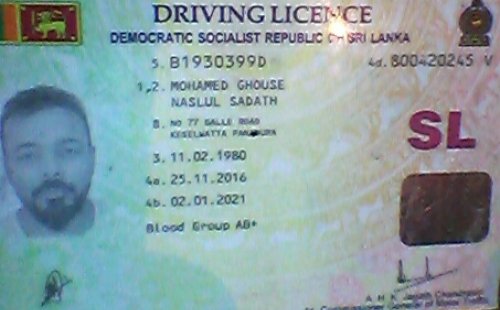 DRIVING LICENCE
DEMOCRATIC SOCIALIST REPUBLIC OF SRI LANKA
5. B1930399D 4d. 800420245 V
1,2. MOHAMED GHOUSE
NASLUL SADATH
8. NO 77 GALLE ROAD
KESELWATTA PANADURA
SL
3. 11.02.1980
4a. 25.11.2016
4b. 02.01.2021
Blood Group AB+
A H K Jagath
Commissioner General of Motor Traffic